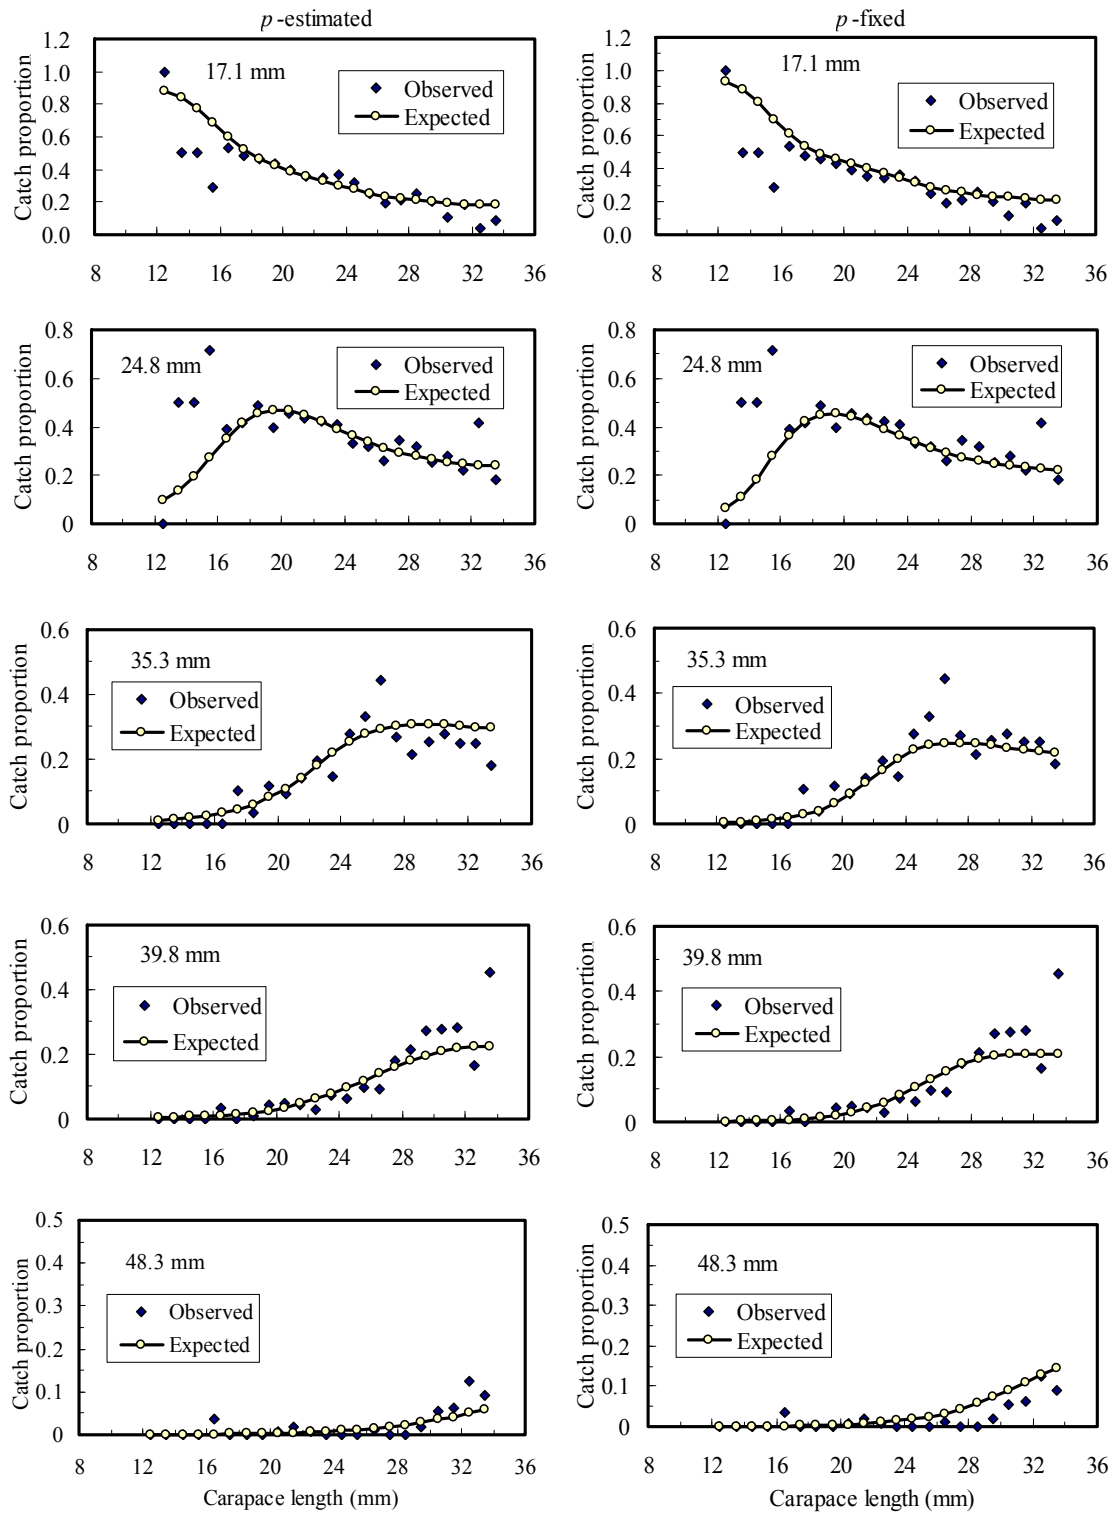 p -estimated
p -fixed
1.2
1.0
0.8
0.6
0.4
0.2
0.0
Catch proportion
17.1 mm
Observed
Expected
8 12 16 20 24 28 32 36
1.2
1.0
0.8
0.6
0.4
0.2
0.0
Catch proportion
17.1 mm
Observed
Expected
8 12 16 20 24 28 32 36
0.8
0.6
0.4
0.2
0
Catch proportion
24.8 mm
Observed
Expected
8 12 16 20 24 28 32 36
0.8
0.6
0.4
0.2
0
Catch proportion
24.8 mm
Observed
Expected
8 12 16 20 24 28 32 36
0.6
0.4
0.2
0
Catch proportion
35.3 mm
Observed
Expected
8 12 16 20 24 28 32 36
0.6
0.4
0.2
0
Catch proportion
35.3 mm
Observed
Expected
8 12 16 20 24 28 32 36
0.6
0.4
0.2
0
Catch proportion
39.8 mm
Observed
Expected
8 12 16 20 24 28 32 36
0.6
0.4
0.2
0
Catch proportion
39.8 mm
Observed
Expected
8 12 16 20 24 28 32 36
0.5
0.4
0.3
0.2
0.1
0
Catch proportion
48.3 mm
Observed
Expected
8 12 16 20 24 28 32 36
Carapace length (mm)
0.5
0.4
0.3
0.2
0.1
0
Catch proportion
48.3 mm
Observed
Expected
8 12 16 20 24 28 32 36
Carapace length (mm)